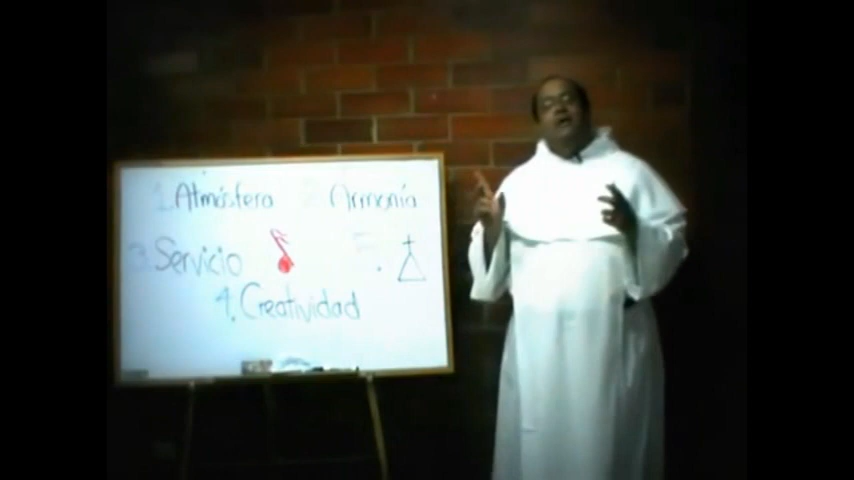 1. Atmósfera 2. Armonía
3. Servicio
4. Creatividad